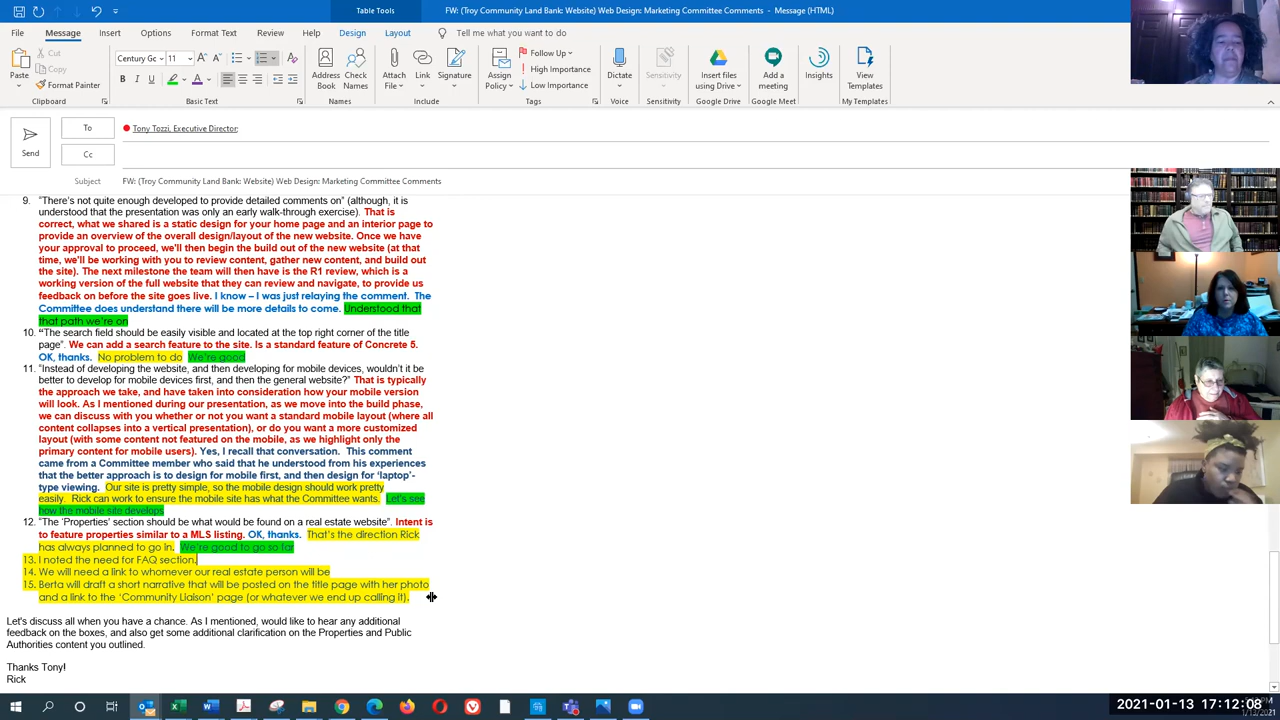 Table Tools
FW: (Troy Community Land Bank: Website) Web Design: Marketing Committee Comments - Message (HTML)
File Message Insert Options Format Text Review Help Design Layout Tell me what you want to do
Cut
Copy
Format Painter
Paste
Century Go 11
B I U A
Address Book
Check Names
Attach File
Link
Signature
Assign Policy
Follow Up
High Importance
Low Importance
Dictate
Sensitivity
Insert files using Drive
Add a meeting
Insights
View Templates
Clipboard Basic Text Names Include Tags Voice Sensitivity Google Drive Google Meet My Templates
Send
To Tony Tozzi, Executive Director;
Cc
Subject FW: (Troy Community Land Bank: Website) Web Design: Marketing Committee Comments
9. “There's not quite enough developed to provide detailed comments on” (although, it is
understood that the presentation was only an early walk-through exercise). That is
correct, what we shared is a static design for your home page and an interior page to
provide an overview of the overall design/layout of the new website. Once we have
your approval to proceed, we'll then begin the build out of the new website (at that
time, we'll be working with you to review content, gather new content, and build out
the site). The next milestone the team will then have is the R1 review, which is a
working version of the full website that they can review and navigate, to provide us
feedback on before the site goes live. I know – I was just relaying the comment. The
Committee does understand there will be more details to come. Understood that
that path we're on
10. “The search field should be easily visible and located at the top right corner of the title
page”. We can add a search feature to the site. Is a standard feature of Concrete 5.
OK, thanks. No problem to do We're good
11. “Instead of developing the website, and then developing for mobile devices, wouldn't it be
better to develop for mobile devices first, and then the general website?” That is typically
the approach we take, and have taken into consideration how your mobile version
will look. As I mentioned during our presentation, as we move into the build phase,
we can discuss with you whether or not you want a standard mobile layout (where all
content collapses into a vertical presentation), or do you want a more customized
layout (with some content not featured on the mobile, as we highlight only the
primary content for mobile users). Yes, I recall that conversation. This comment
came from a Committee member who said that he understood from his experiences
that the better approach is to design for mobile first, and then design for ‘laptop’-
type viewing. Our site is pretty simple, so the mobile design should work pretty
easily. Rick can work to ensure the mobile site has what the Committee wants. Let's see
how the mobile site develops
12. “The ‘Properties’ section should be what would be found on a real estate website”. Intent is
to feature properties similar to a MLS listing. OK, thanks. That's the direction Rick
has always planned to go in. We're good to go so far
13. I noted the need for FAQ section.
14. We will need a link to whomever our real estate person will be
15. Berta will draft a short narrative that will be posted on the title page with her photo
and a link to the ‘Community Liaison’ page (or whatever we end up calling it).
Let's discuss all when you have a chance. As I mentioned, would like to hear any additional
feedback on the boxes, and also get some additional clarification on the Properties and Public
Authorities content you outlined.
Thanks Tony!
Rick
2021-01-13 17:12:08